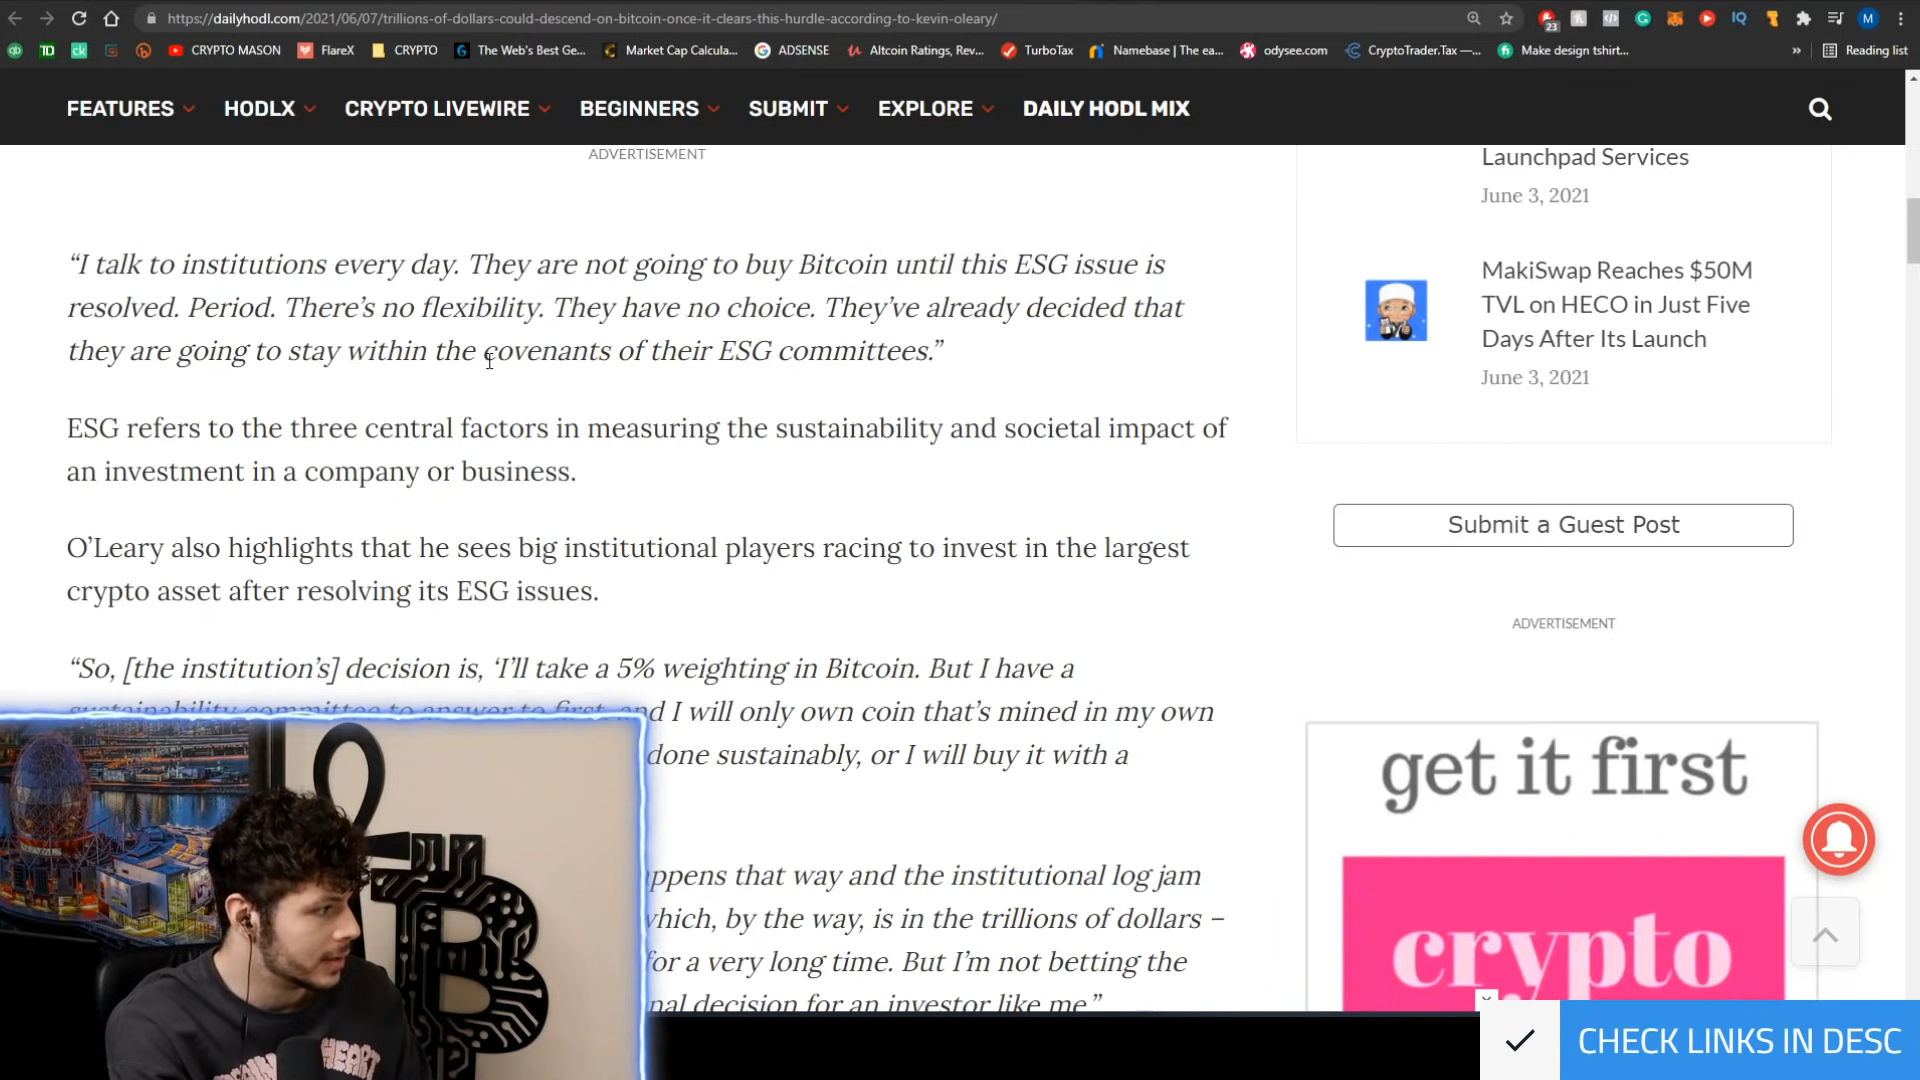 https://dailyhodl.com/2021/06/07/trillions-of-dollars-could-descend-on-bitcoin-once-it-clears-this-hurdle-according-to-kevin-oleary/
23
IQ
M
TD
ck
CRYPTO MASON
FlareX
CRYPTO
The Web's Best Ge...
Market Cap Calcula...
ADSENSE
Altcoin Ratings, Rev...
TurboTax
Namebase | The ea...
odysee.com
CryptoTrader.Tax —...
Make design tshirt...
»
Reading list
FEATURES
HODLX
CRYPTO LIVEWIRE
BEGINNERS
SUBMIT
EXPLORE
DAILY HODL MIX
ADVERTISEMENT
“I talk to institutions every day. They are not going to buy Bitcoin until this ESG issue is
resolved. Period. There’s no flexibility. They have no choice. They’ve already decided that
they are going to stay within the covenants of their ESG committees.”
ESG refers to the three central factors in measuring the sustainability and societal impact of
an investment in a company or business.
O’Leary also highlights that he sees big institutional players racing to invest in the largest
crypto asset after resolving its ESG issues.
“So, [the institution’s] decision is, ‘I’ll take a 5% weighting in Bitcoin. But I have a
sustainability committee to answer to first, and I will only own coin that’s mined in my own
done sustainably, or I will buy it with a
appens that way and the institutional log jam
which, by the way, is in the trillions of dollars –
for a very long time. But I’m not betting the
nal decision for an investor like me.”
Launchpad Services
June 3, 2021
MakiSwap Reaches $50M
TVL on HECO in Just Five
Days After Its Launch
June 3, 2021
Submit a Guest Post
ADVERTISEMENT
get it first
crypto
HEART
CHECK LINKS IN DESC